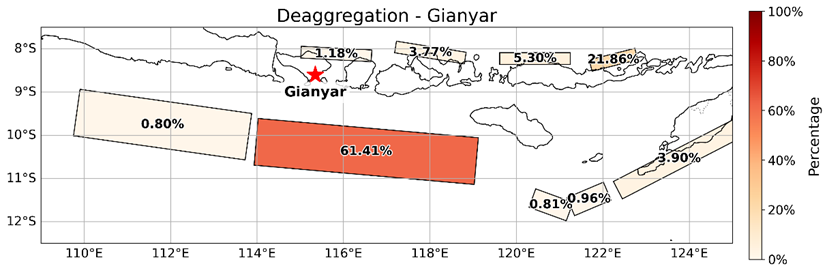 Deaggregation - Gianyar
100%
8°S
1.18%
3.77%
5.30%
21.86%
80%
9°S
Gianyar
10°S
0.80%
61.41%
60%
3.90%
40%
11°S
0.81%
0.96%
20%
12°S
0%
110°E 112°E 114°E 116°E 118°E 120°E 122°E 124°E
Percentage